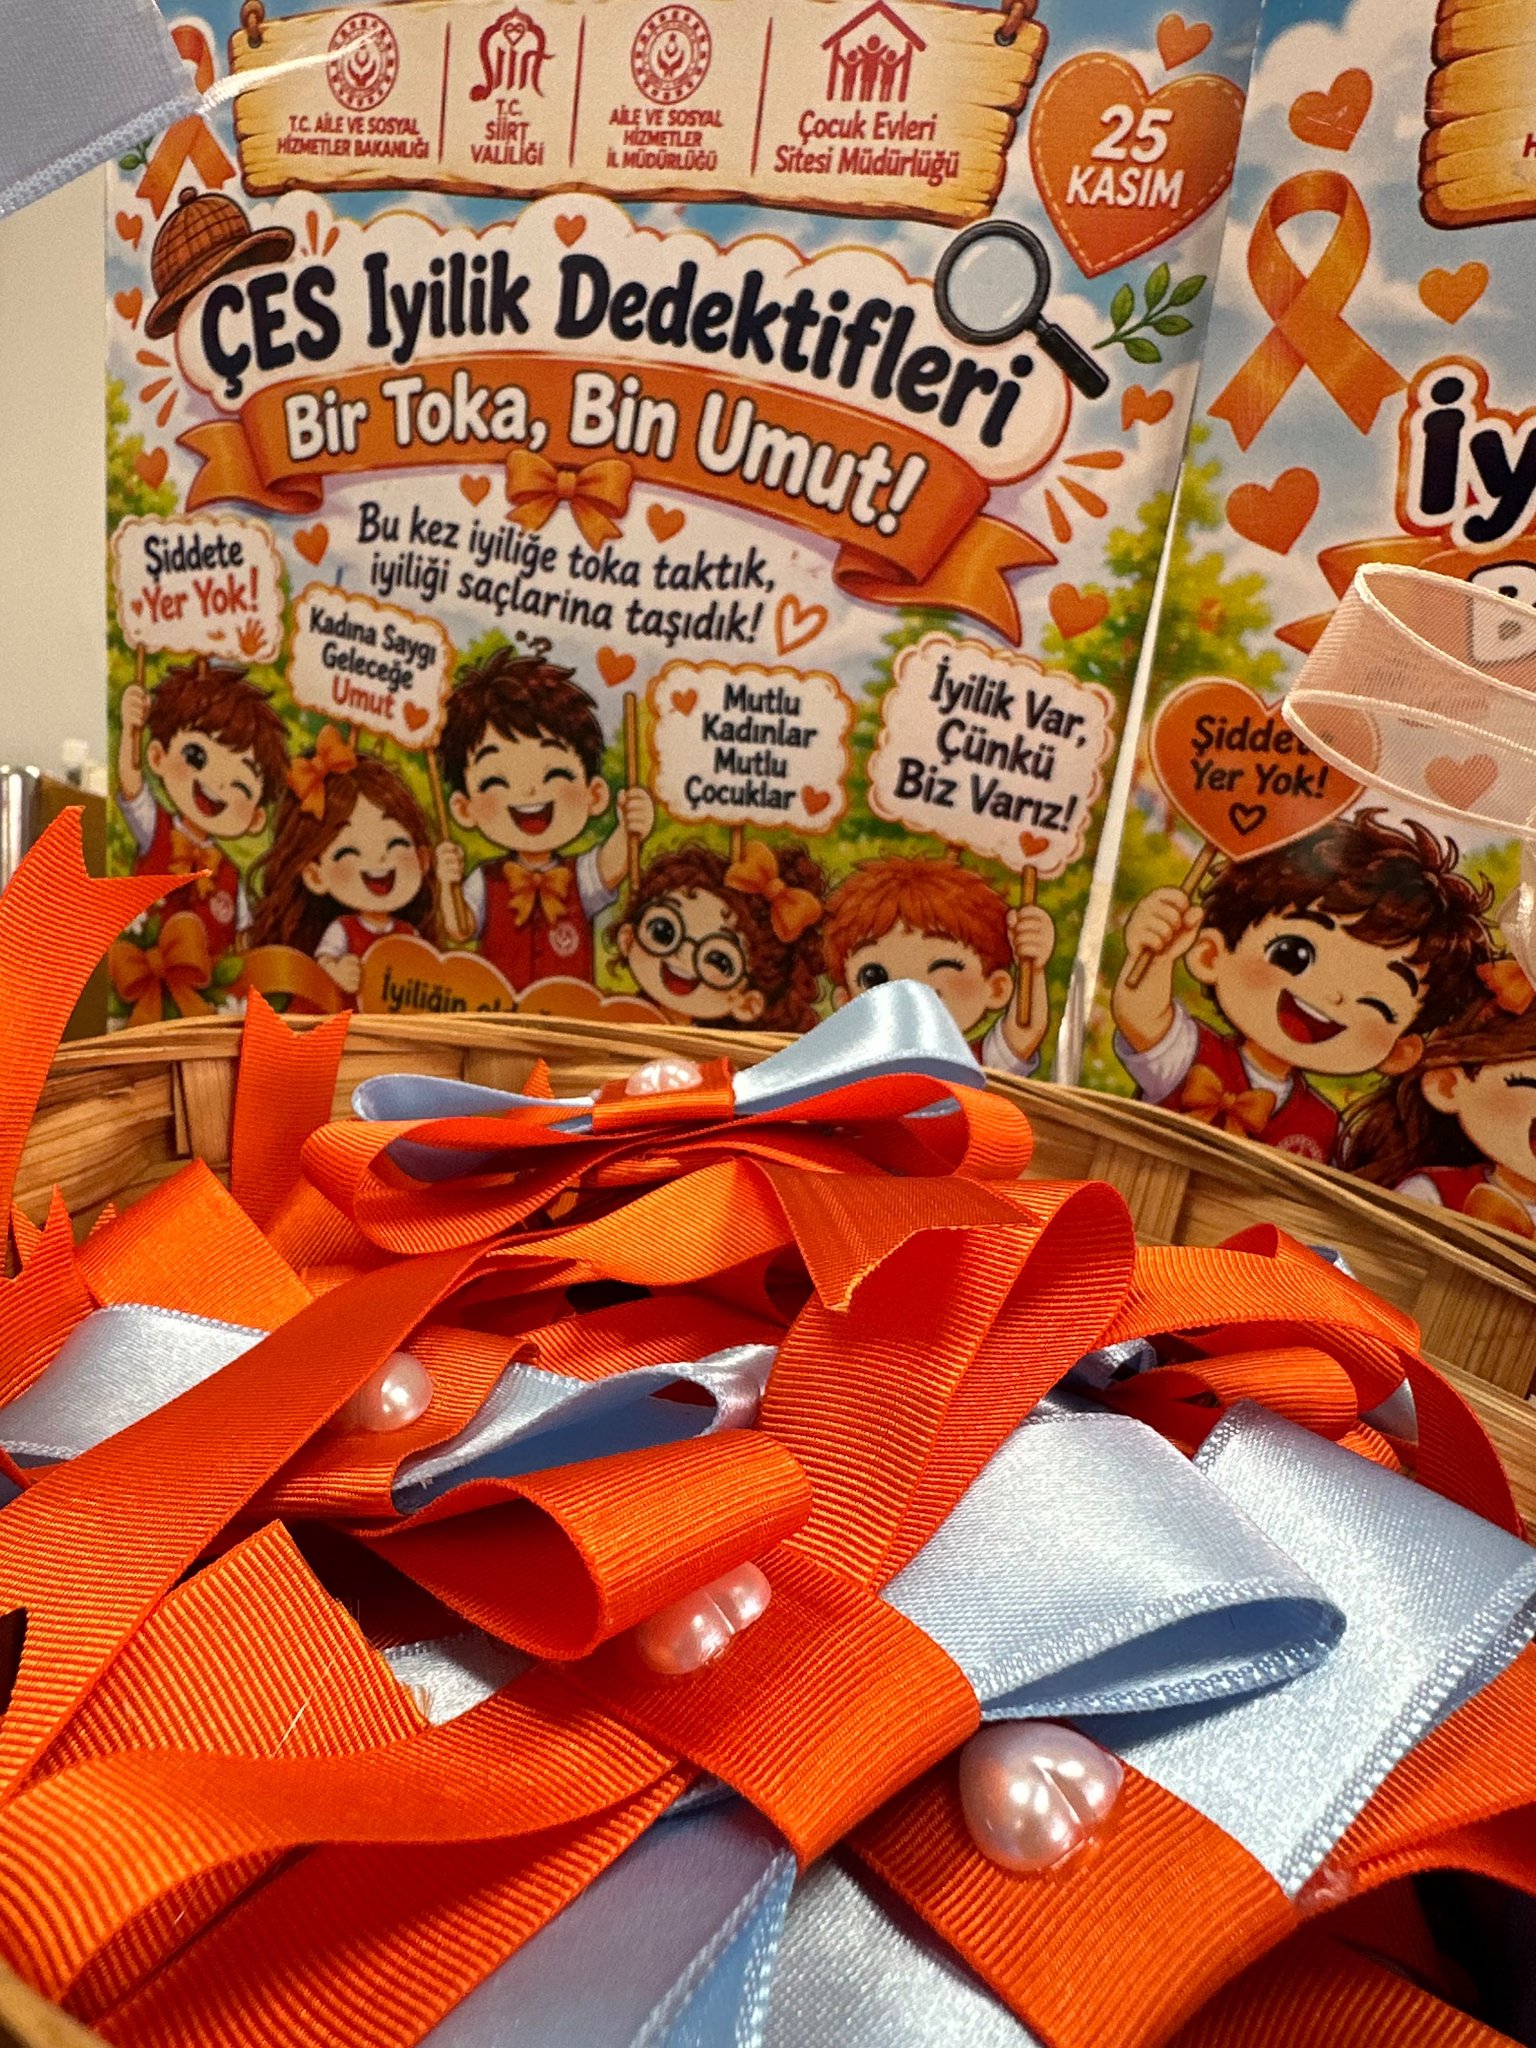 T.C. AİLE VE SOSYAL
HİZMETLER BAKANLIĞI
Siirt
T.C.
SİİRT
VALİLİĞİ
AİLE VE SOSYAL
HİZMETLER
İL MÜDÜRLÜĞÜ
Çocuk Evleri
Sitesi Müdürlüğü
25
KASIM
ÇES İyilik Dedektifleri
Bir Toka, Bin Umut!
Bu kez iyiliğe toka taktık,
iyiliği saçlarına taşıdık!
Şiddete
Yer Yok!
Kadına Saygı
Geleceğe
Umut
Mutlu
Kadınlar
Mutlu
Çocuklar
İyilik Var,
Çünkü
Biz Varız!
İyiliğin
İy
B
Şiddete
Yer Yok!